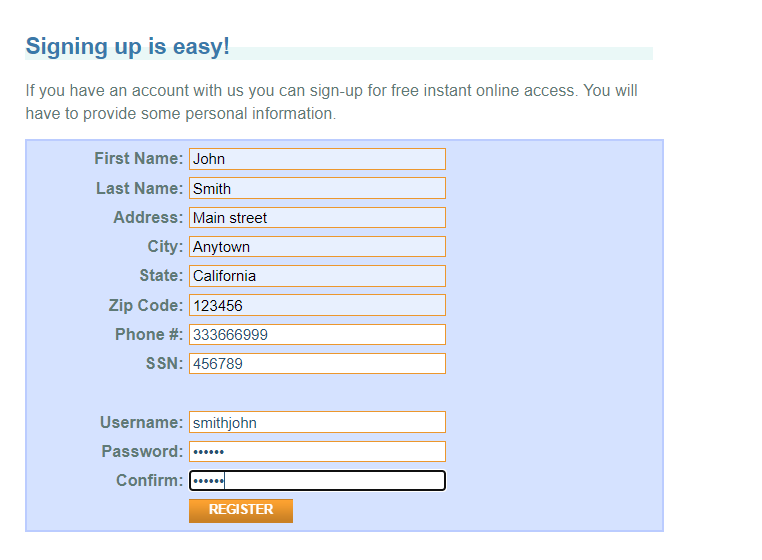 Signing up is easy!
If you have an account with us you can sign-up for free instant online access. You will
have to provide some personal information.
First Name: John
Last Name: Smith
Address: Main street
City: Anytown
State: California
Zip Code: 123456
Phone #: 333666999
SSN: 456789
Username: smithjohn
Password: ••••••
Confirm: ••••••
REGISTER